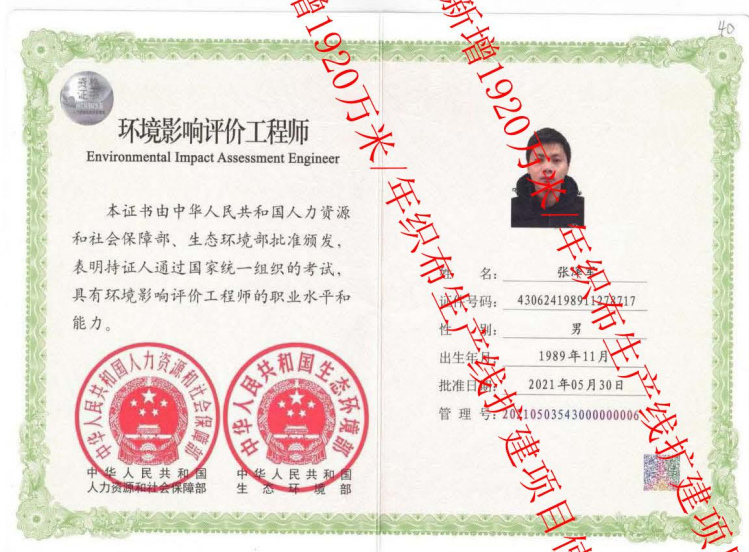 40
环境影响评价工程师
Environmental Impact Assessment Engineer
本证书由中华人民共和国人力资源
和社会保障部、生态环境部批准颁发，
表明持证人通过国家统一组织的考试，
具有环境影响评价工程师的职业水平和
能力。
中华人民共和国人力资源和社会保障部
中华人民共和国生态环境部
中华人民共和国
人力资源和社会保障部
中华人民共和国
生态环境部
姓 名：
证件号码：430624198911278717
性 别：男
出生年月：1989年11月
批准日期：2021年05月30日
管理号：20210503543000000006
增1920万米/年织布生产线扩建项目
新增1920万米/年织布生产线扩建项目